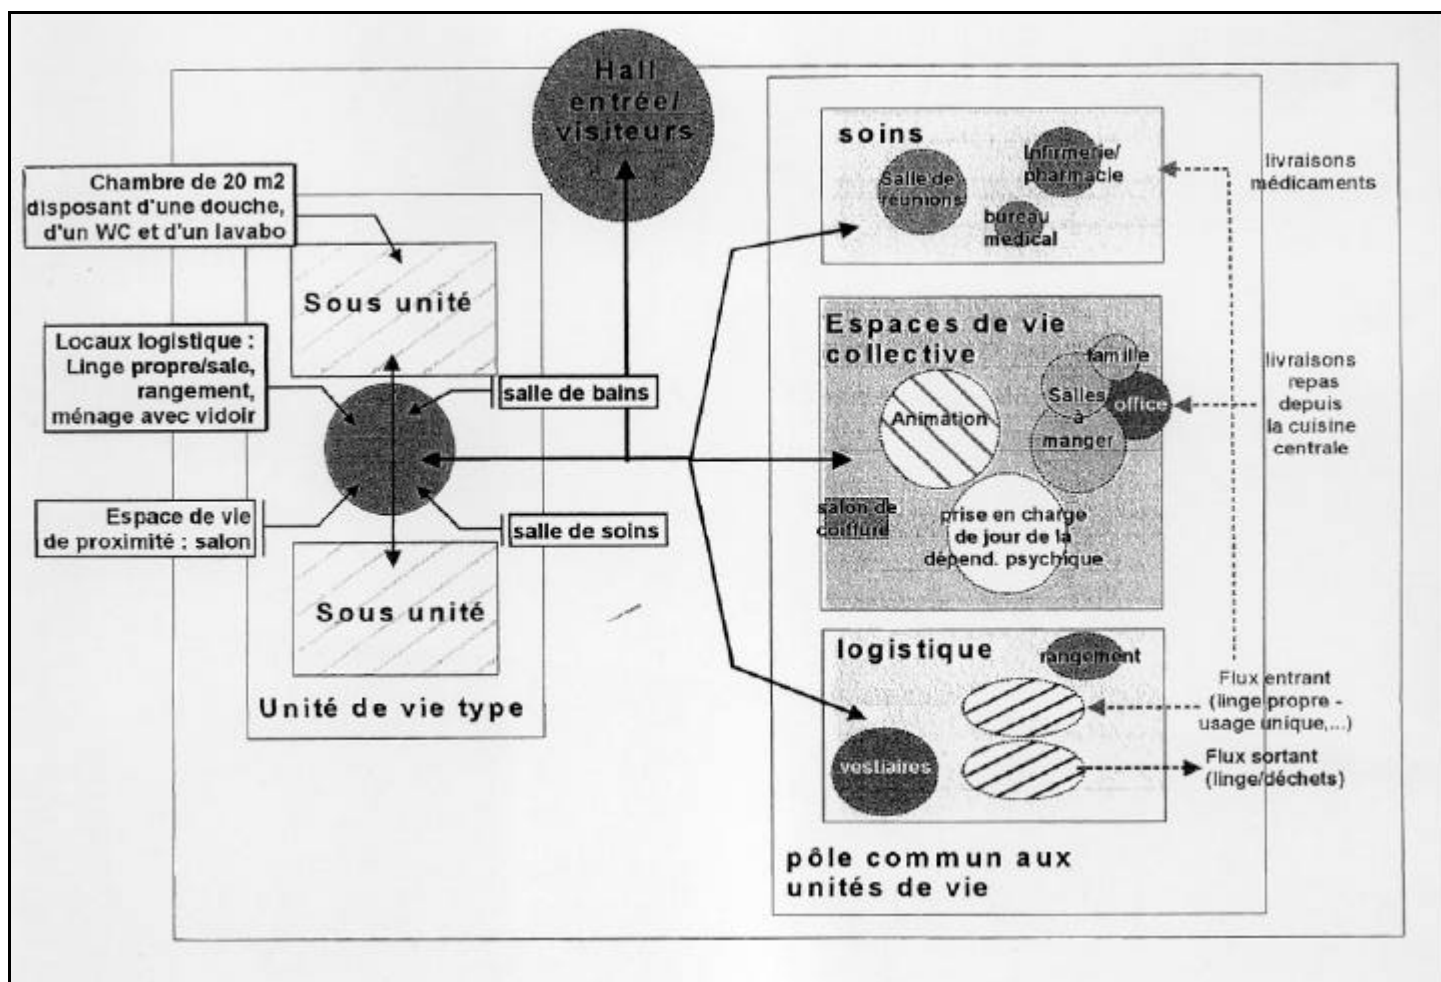 Hall
entrée/
visiteurs
Chambre de 20 m2
disposant d'une douche,
d'un WC et d'un lavabo
Sous unité
Locaux logistique :
Linge propre/sale,
rangement,
ménage avec vidoir
salle de bains
Espace de vie
de proximité : salon
salle de soins
Sous unité
Unité de vie type
soins
Salle de
réunions
Infirmerie/
pharmacie
bureau
médical
livraisons
médicaments
Espaces de vie
collective
famille
Animation
Salles
à
manger
office
livraisons
repas
depuis
la cuisine
centrale
salon de
coiffure
prise en charge
de jour de la
dépend. psychique
logistique
rangement
vestiaires
Flux entrant
(linge propre -
usage unique,...)
Flux sortant
(linge/déchets)
pôle commun aux
unités de vie